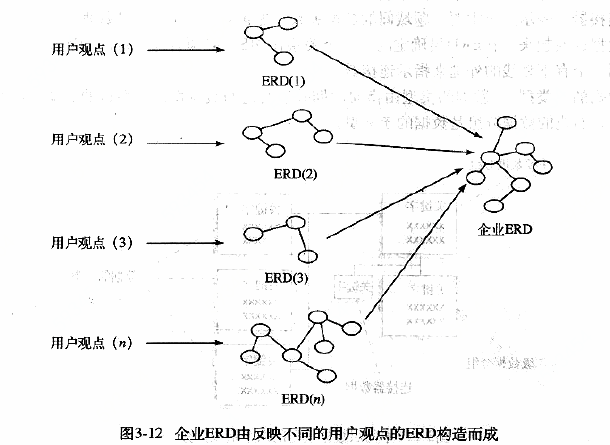 用户观点（1）
ERD(1)
用户观点（2）
ERD(2)
企业ERD
用户观点（3）
ERD(3)
用户观点（n）
ERD(n)
图3-12 企业ERD由反映不同的用户观点的ERD构造而成